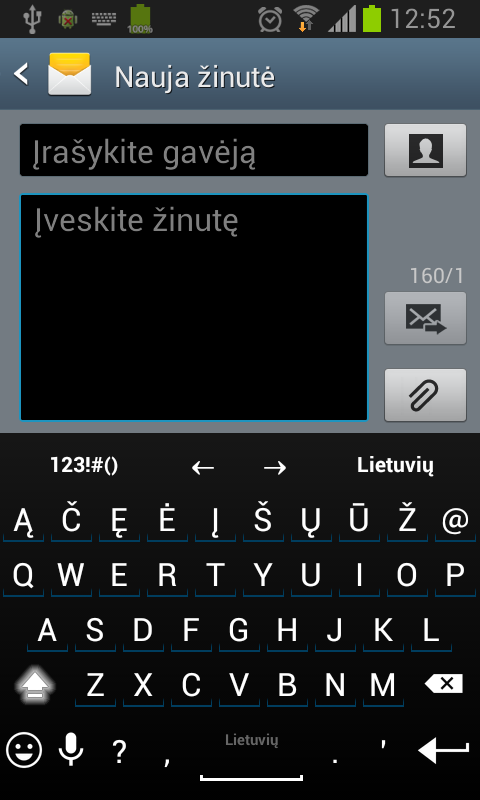 100% 12:52
Nauja žinutė
Įrašykite gavėją
Įveskite žinutę
160/1
123!#() ← → Lietuvių
Ą Č Ę Ė Į Š Ų Ū Ž @
Q W E R T Y U I O P
A S D F G H J K L
Z X C V B N M
? , Lietuvių . '